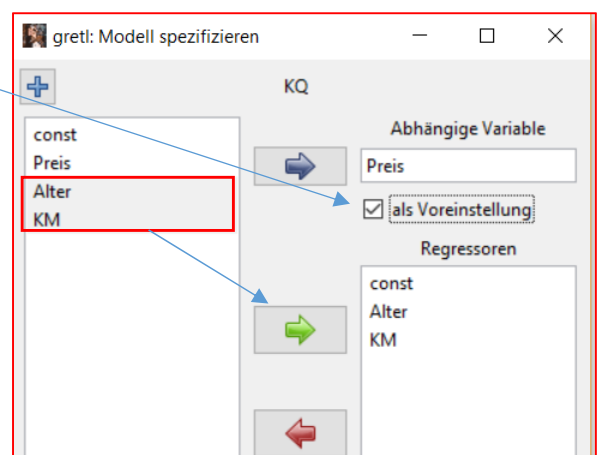 gretl: Modell spezifizieren
KQ
const
Preis
Alter
KM
Abhängige Variable
Preis
als Voreinstellung
Regressoren
const
Alter
KM